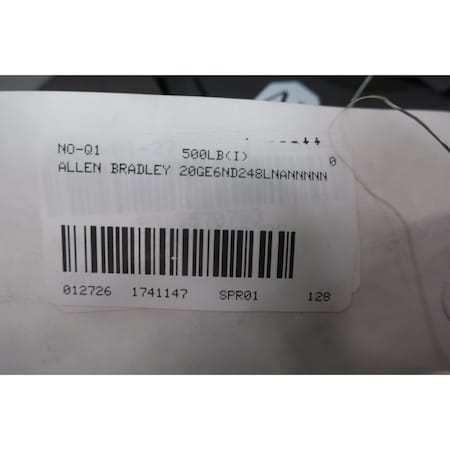 NO-Q1 500LB(I) 0
ALLEN BRADLEY 20GE6ND248LNANNNNN
012726 1741147 SPR01 128